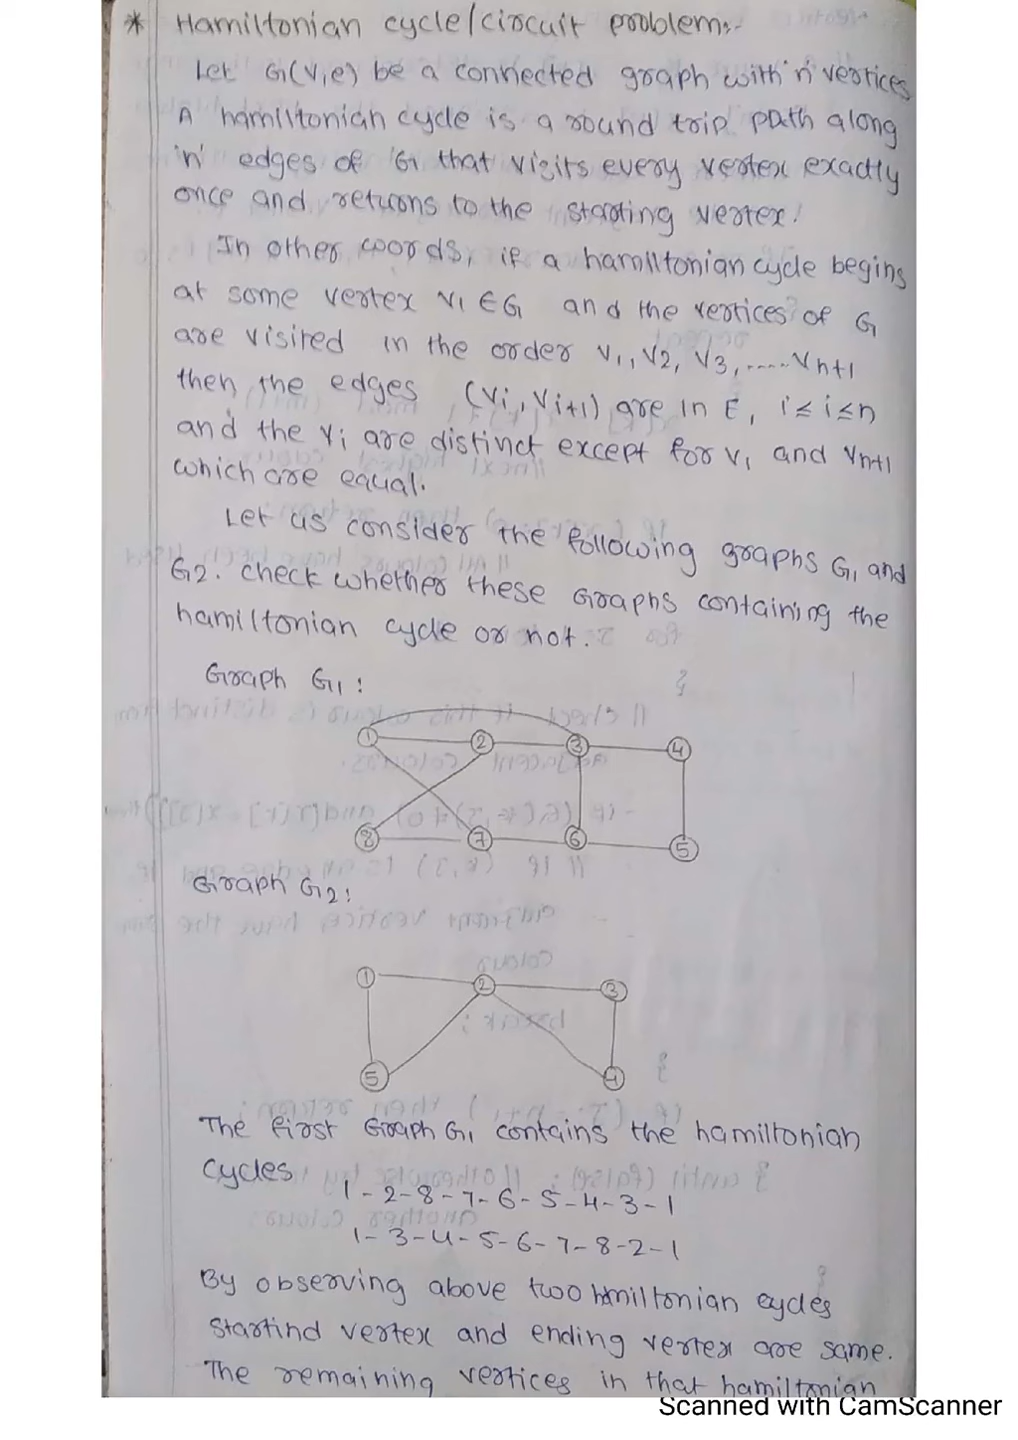 * Hamiltonian cycle/circuit problem:-
Let G(V,e) be a connected graph with 'n' vertices
A hamiltonian cycle is a round trip path along
'n' edges of G that visits every vertex exactly
once and returns to the starting vertex.
In other words, if a hamiltonian cycle begins
at some vertex v1 ∈ G and the vertices of G
are visited in the order v1, v2, v3, ..... vn+1
then the edges (vi, vi+1) are in E, i ≤ i ≤ n
and the vi are distinct except for v1 and vn+1
which are equal.
Let us consider the following graphs G1 and
G2. check whether these Graphs containing the
hamiltonian cycle or not.
Graph G1:
1 2 3 4
8 7 6 5
Graph G2:
1 2 3
5 4
The first Graph G1 contains the hamiltonian
cycles
1 - 2 - 8 - 7 - 6 - 5 - 4 - 3 - 1
1 - 3 - 4 - 5 - 6 - 7 - 8 - 2 - 1
By observing above two hmiltonian cycles
startind vertex and ending vertex are same.
The remaining vertices in that hamiltonian
Scanned with CamScanner